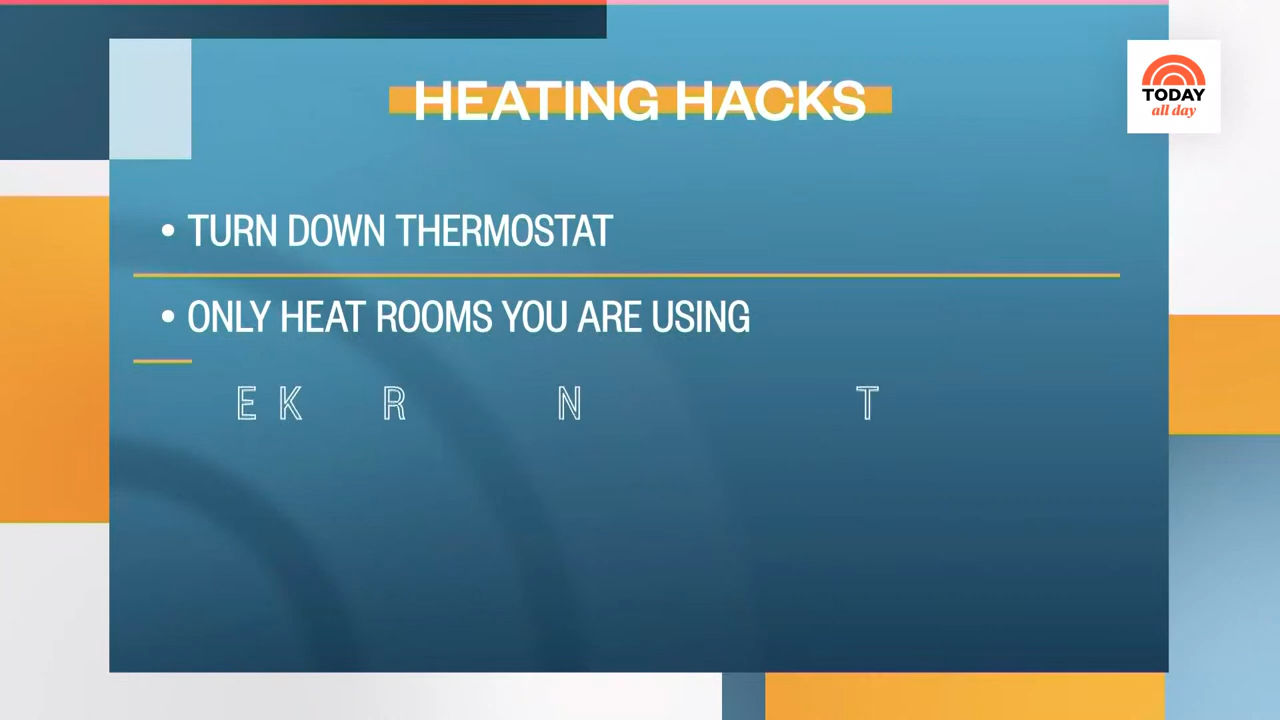 HEATING HACKS
TODAY
all day
• TURN DOWN THERMOSTAT
• ONLY HEAT ROOMS YOU ARE USING
E K R N T